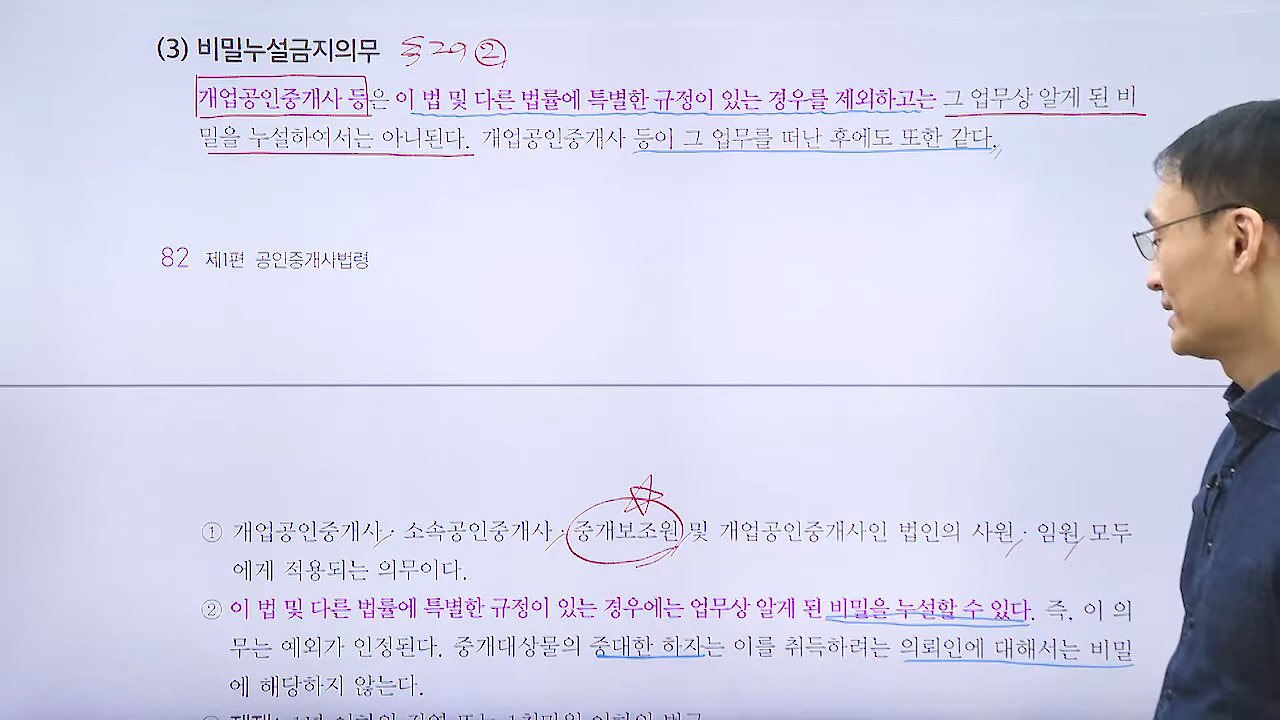 (3) 비밀누설금지의무 §29②
개업공인중개사 등은 이 법 및 다른 법률에 특별한 규정이 있는 경우를 제외하고는 그 업무상 알게 된 비
밀을 누설하여서는 아니된다. 개업공인중개사 등이 그 업무를 떠난 후에도 또한 같다.
82 제1편 공인중개사법령
① 개업공인중개사 · 소속공인중개사 · 중개보조원 및 개업공인중개사인 법인의 사원 · 임원 모두
에게 적용되는 의무이다.
② 이 법 및 다른 법률에 특별한 규정이 있는 경우에는 업무상 알게 된 비밀을 누설할 수 있다. 즉, 이 의
무는 예외가 인정된다. 중개대상물의 중대한 하자는 이를 취득하려는 의뢰인에 대해서는 비밀
에 해당하지 않는다.